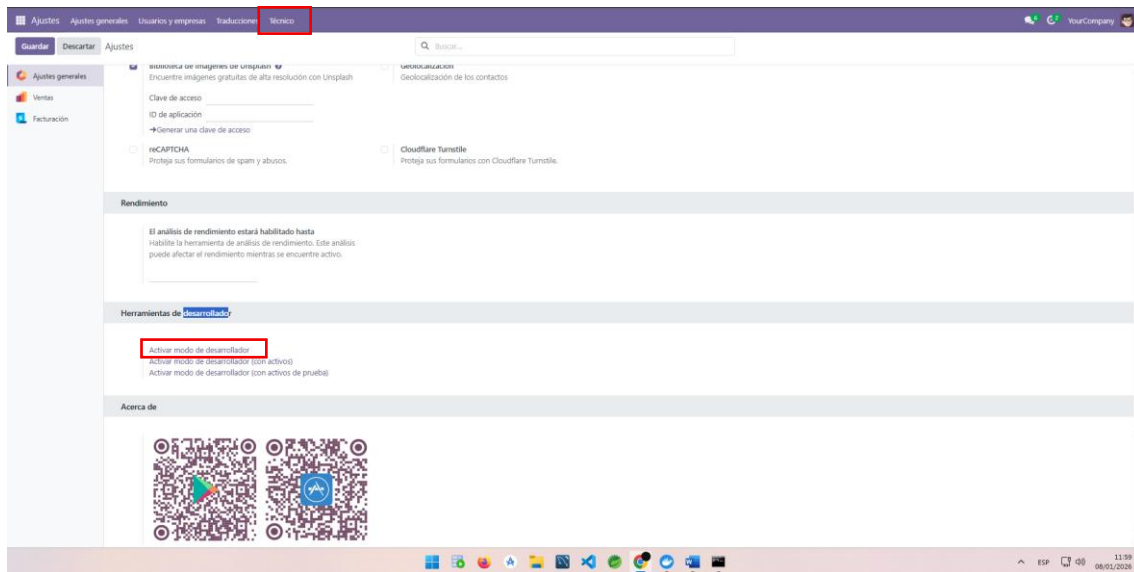 Ajustes Ajustes generales Usuarios y empresas Traducciones Técnico YourCompany
Guardar Descartar Ajustes Buscar...
Ajustes generales
Ventas
Facturación
Biblioteca de imágenes de Unsplash
Encuentre imágenes gratuitas de alta resolución con Unsplash
Clave de acceso
ID de aplicación
→Generar una clave de acceso
Geolocalización
Geolocalización de los contactos
reCAPTCHA
Proteja sus formularios de spam y abusos.
Cloudflare Turnstile
Proteja sus formularios con Cloudflare Turnstile.
Rendimiento
El análisis de rendimiento estará habilitado hasta
Habilite la herramienta de análisis de rendimiento. Este análisis
puede afectar el rendimiento mientras se encuentre activo.
Herramientas de desarrollador
Activar modo de desarrollador
Activar modo de desarrollador (con activos)
Activar modo de desarrollador (con activos de prueba)
Acerca de
ESP
11:59
08/01/2026